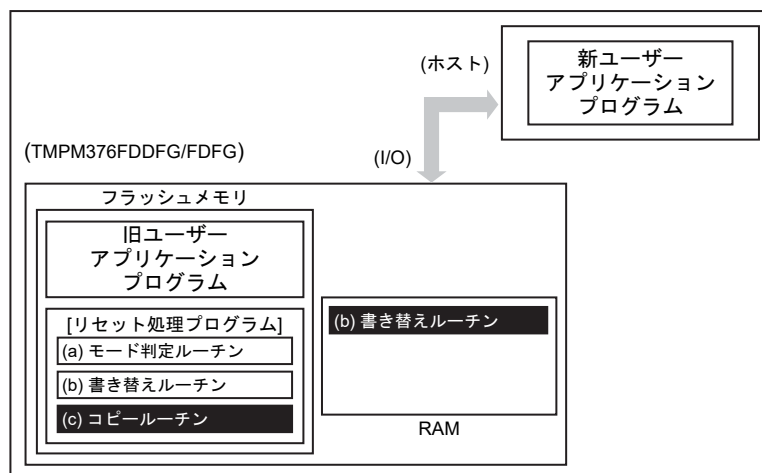 (ホスト)
新ユーザー
アプリケーション
プログラム
(TMPM376FDDFG/FDFG)
(I/O)
フラッシュメモリ
旧ユーザー
アプリケーション
プログラム
[リセット処理プログラム]
(a) モード判定ルーチン
(b) 書き替えルーチン
(c) コピールーチン
(b) 書き替えルーチン
RAM